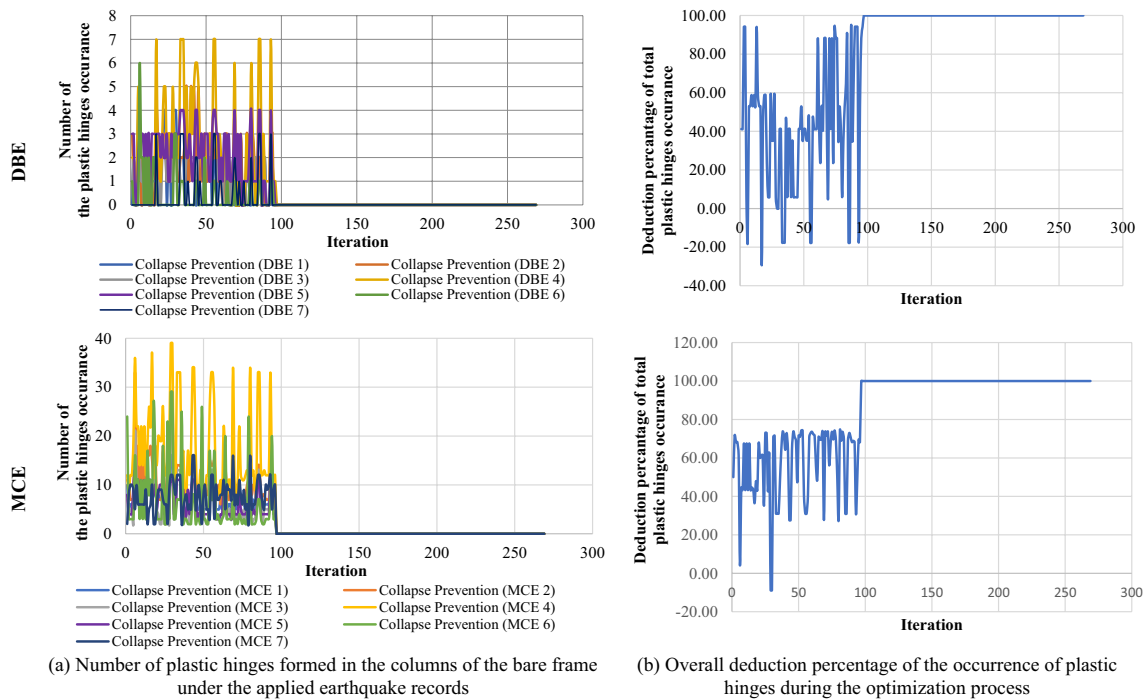 DBE
Number of
the plastic hinges occurance
8
7
6
5
4
3
2
1
0
0 50 100 150 200 250 300
Iteration
Collapse Prevention (DBE 1) Collapse Prevention (DBE 2)
Collapse Prevention (DBE 3) Collapse Prevention (DBE 4)
Collapse Prevention (DBE 5) Collapse Prevention (DBE 6)
Collapse Prevention (DBE 7)
Deduction percentage of total
plastic hinges occurance
100.00
80.00
60.00
40.00
20.00
0.00
-20.00
-40.00
0 50 100 150 200 250 300
Iteration
MCE
Number of
the plastic hinges occurance
40
30
20
10
0
0 50 100 150 200 250 300
Iteration
Collapse Prevention (MCE 1) Collapse Prevention (MCE 2)
Collapse Prevention (MCE 3) Collapse Prevention (MCE 4)
Collapse Prevention (MCE 5) Collapse Prevention (MCE 6)
Collapse Prevention (MCE 7)
Deduction percentage of total
plastic hinges occurance
120.00
100.00
80.00
60.00
40.00
20.00
0.00
-20.00
0 50 100 150 200 250 300
Iteration
(a) Number of plastic hinges formed in the columns of the bare frame
under the applied earthquake records
(b) Overall deduction percentage of the occurrence of plastic
hinges during the optimization process